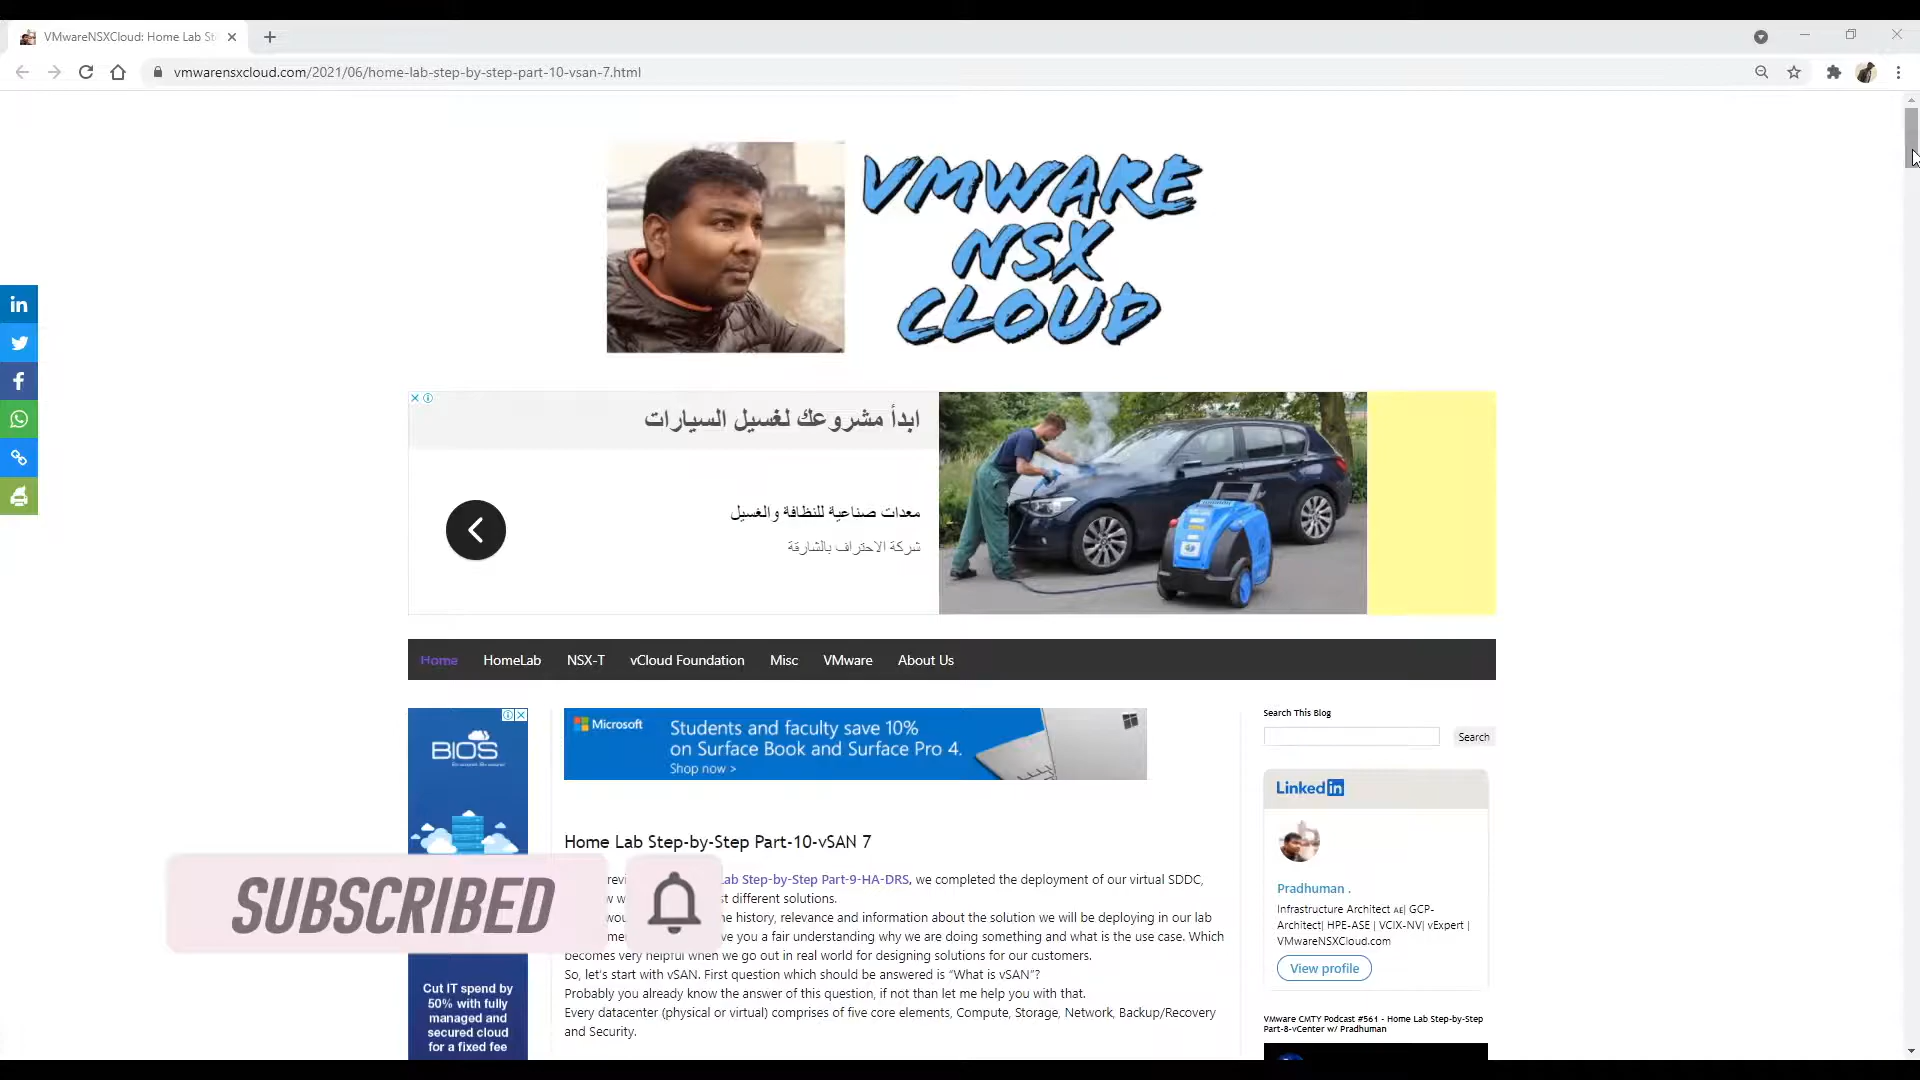 VMwareNSXCloud: Home Lab St
vmwarensxcloud.com/2021/06/home-lab-step-by-step-part-10-vsan-7.html
VMWARE
NSX
CLOUD
ابدأ مشروعك لغسيل السيارات
معدات صناعية للنظافة والغسيل
شركة الاحتراف بالشارقة
Home HomeLab NSX-T vCloud Foundation Misc VMware About Us
BIOS
Cut IT spend by
50% with fully
managed and
secured cloud
for a fixed fee
Microsoft
Students and faculty save 10%
on Surface Book and Surface Pro 4.
Shop now >
Home Lab Step-by-Step Part-10-vSAN 7
Lab Step-by-Step Part-9-HA-DRS, we completed the deployment of our virtual SDDC,
different solutions.
history, relevance and information about the solution we will be deploying in our lab
you a fair understanding why we are doing something and what is the use case. Which
becomes very helpful when we go out in real world for designing solutions for our customers.
So, let's start with vSAN. First question which should be answered is "What is vSAN"?
Probably you already know the answer of this question, if not than let me help you with that.
Every datacenter (physical or virtual) comprises of five core elements, Compute, Storage, Network, Backup/Recovery
and Security.
SUBSCRIBED
Search This Blog
Search
Linked in
Pradhuman .
Infrastructure Architect AE| GCP-
Architect| HPE-ASE | VCIX-NV| vExpert |
VMwareNSXCloud.com
View profile
VMware CMTY Podcast #561 - Home Lab Step-by-Step
Part-8-vCenter w/ Pradhuman